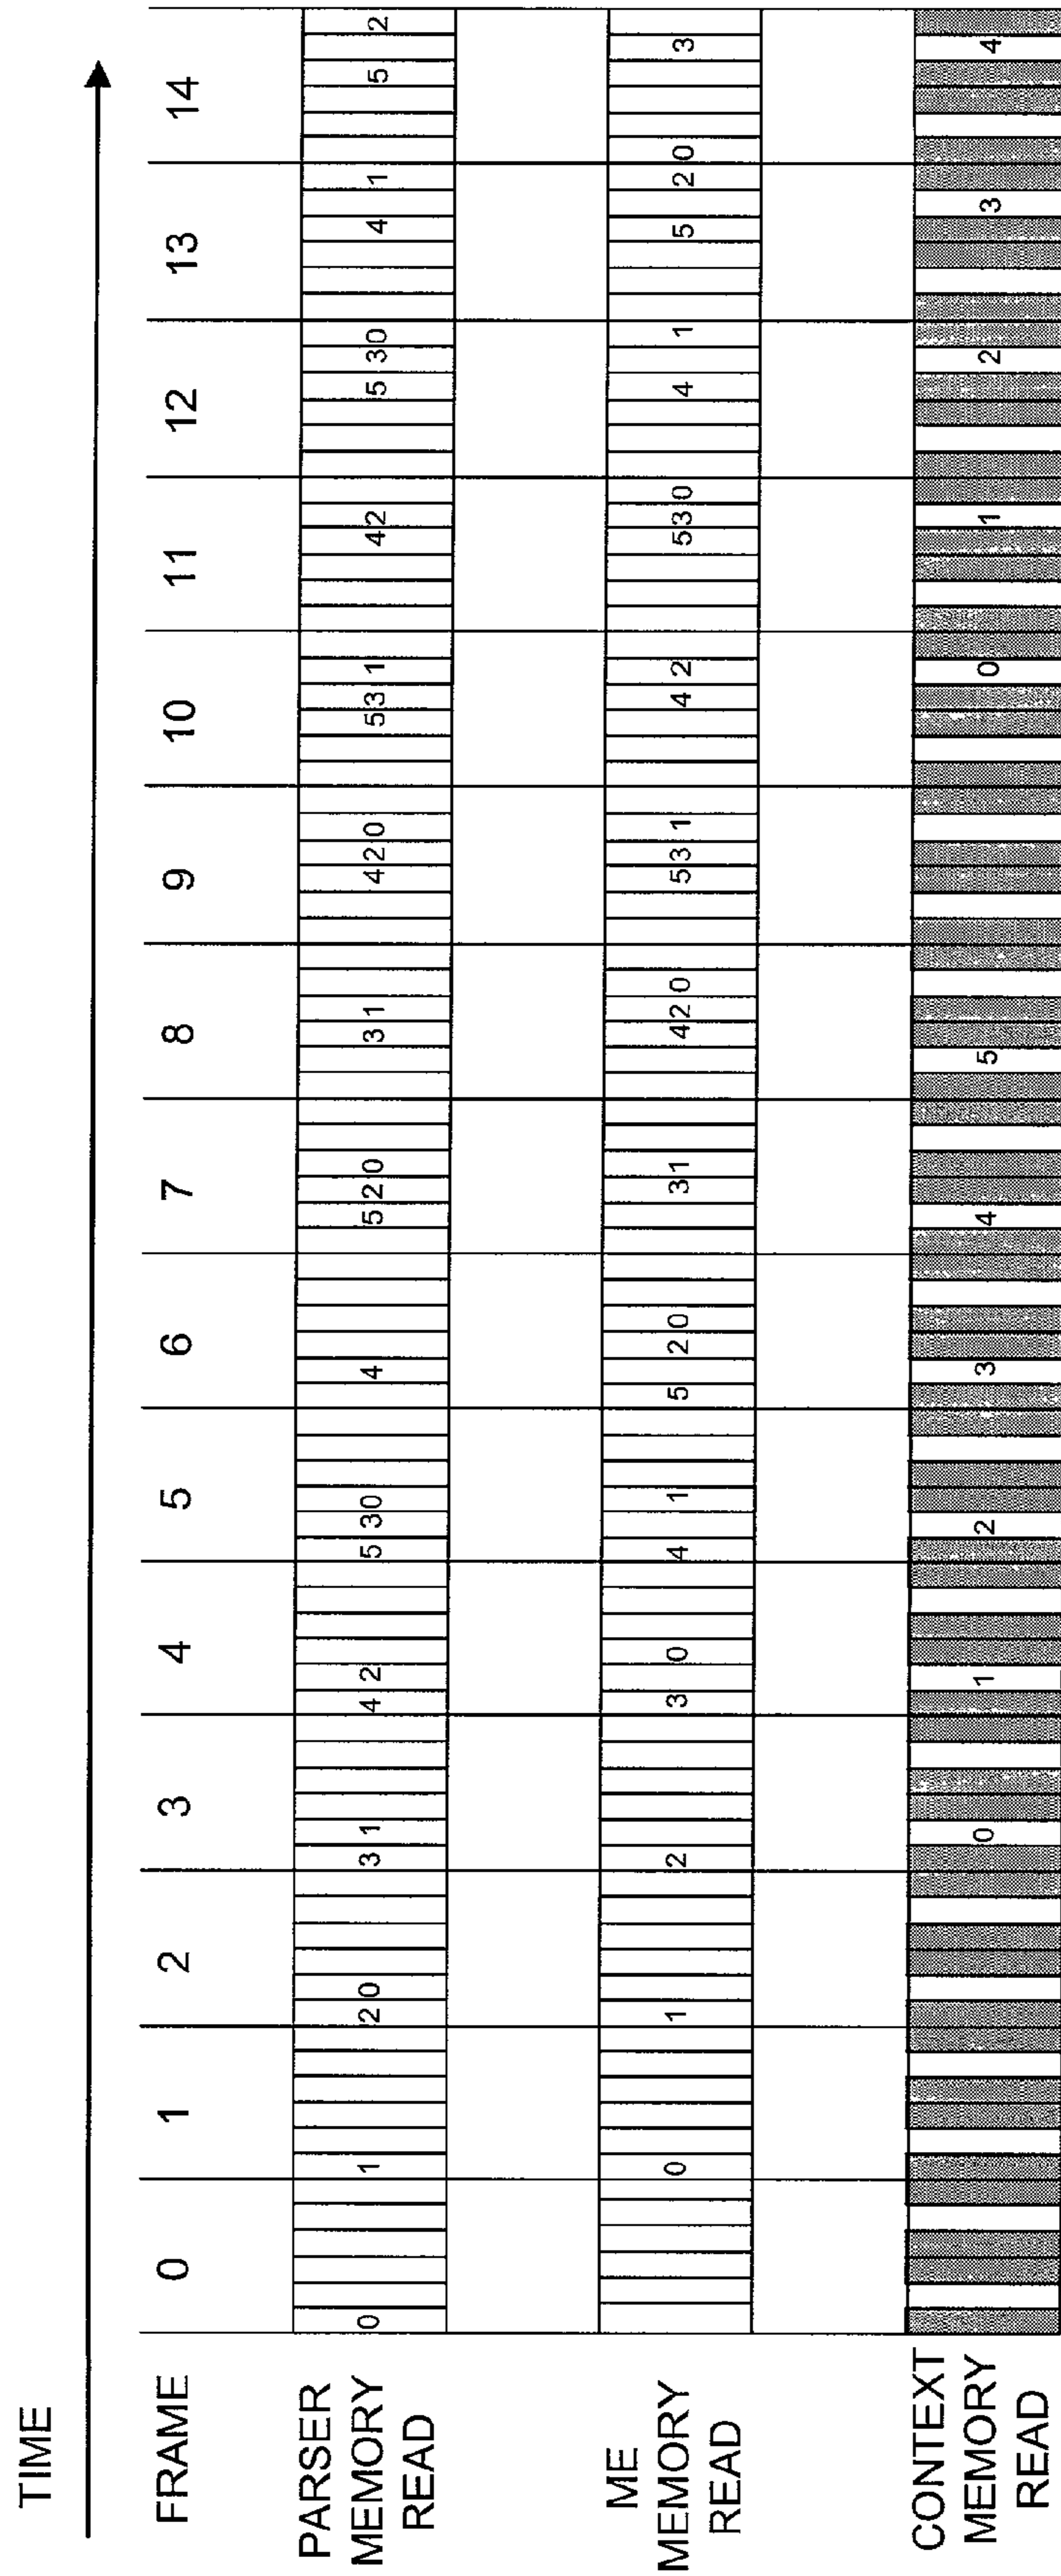 TIME
FRAME 0 1 2 3 4 5 6 7 8 9 10 11 12 13 14
PARSER
MEMORY
READ
0 1 2 0 3 1 4 2 5 3 0 4 5 2 0 3 1 4 2 0 5 3 1 4 2 5 3 0 4 1 5 2
ME
MEMORY
READ
0 1 2 3 0 4 1 5 2 0 3 1 4 2 0 5 3 1 4 2 5 3 0 4 1 5 2 0 3
CONTEXT
MEMORY
READ
0 1 2 3 4 5 0 1 2 3 4